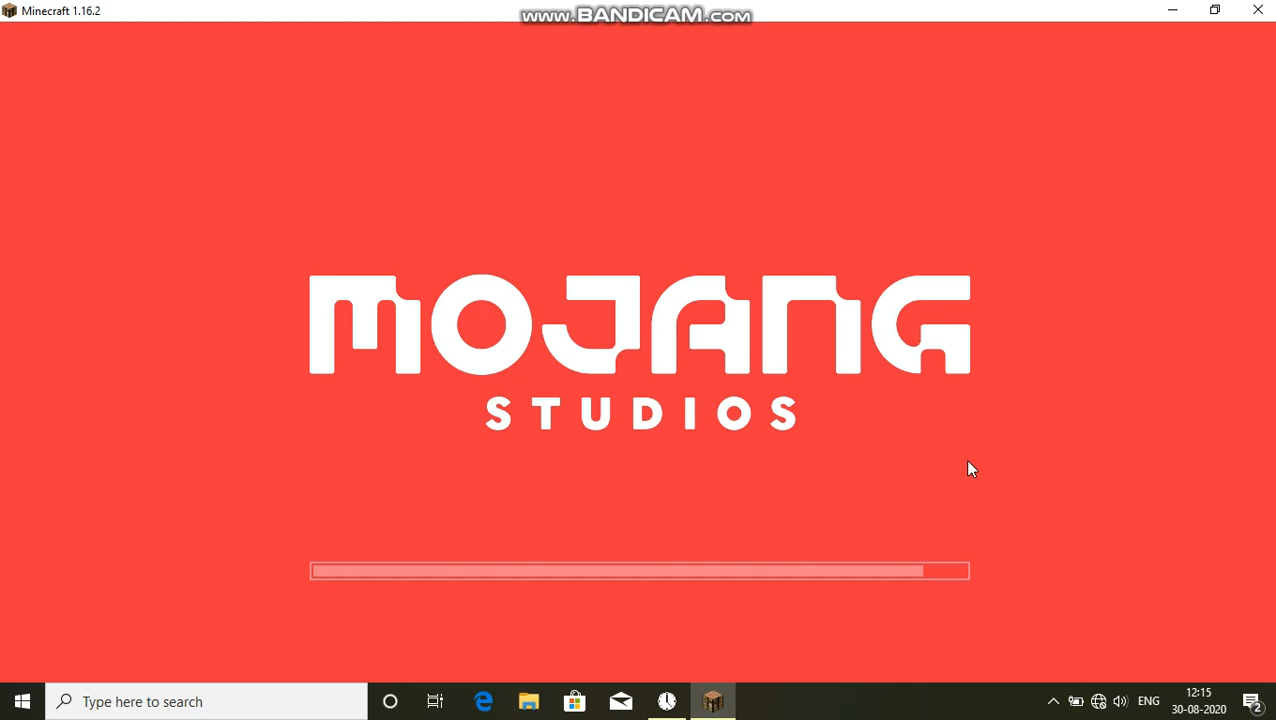 Minecraft 1.16.2
www.BANDICAM.com
MOJANG
STUDIOS
Type here to search
ENG
12:15
30-08-2020
2